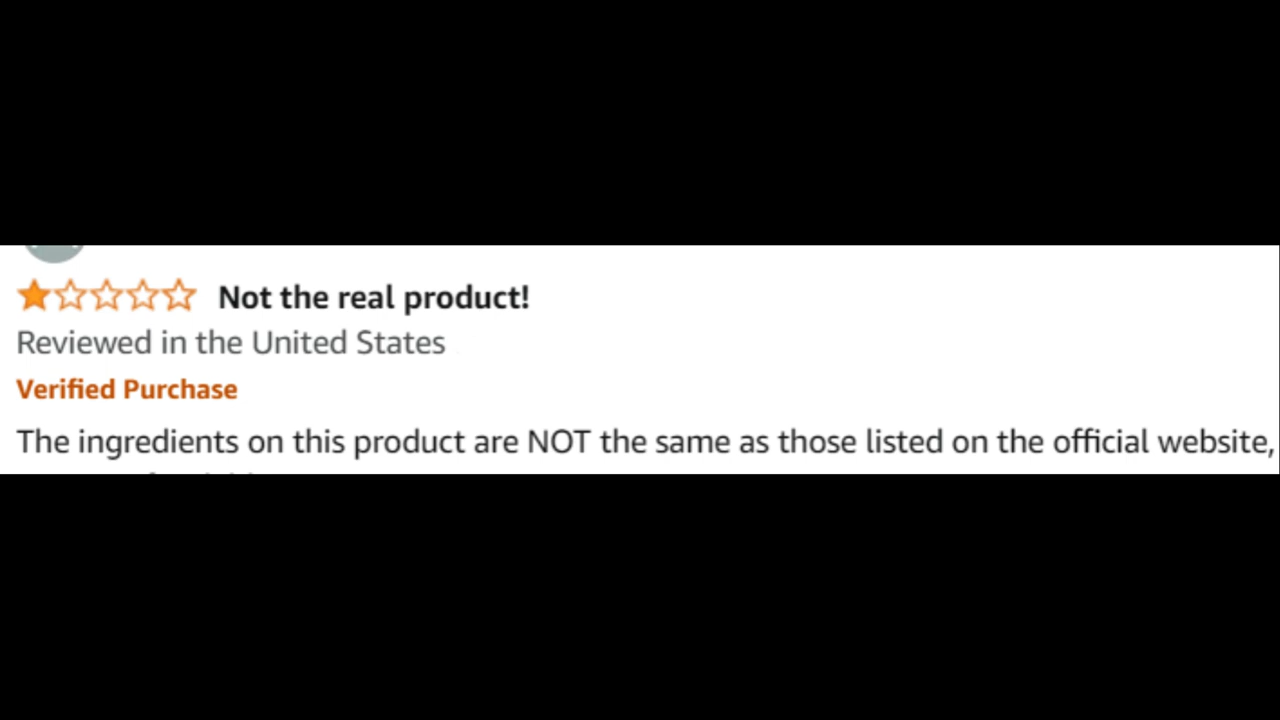 Not the real product!
Reviewed in the United States
Verified Purchase
The ingredients on this product are NOT the same as those listed on the official website,